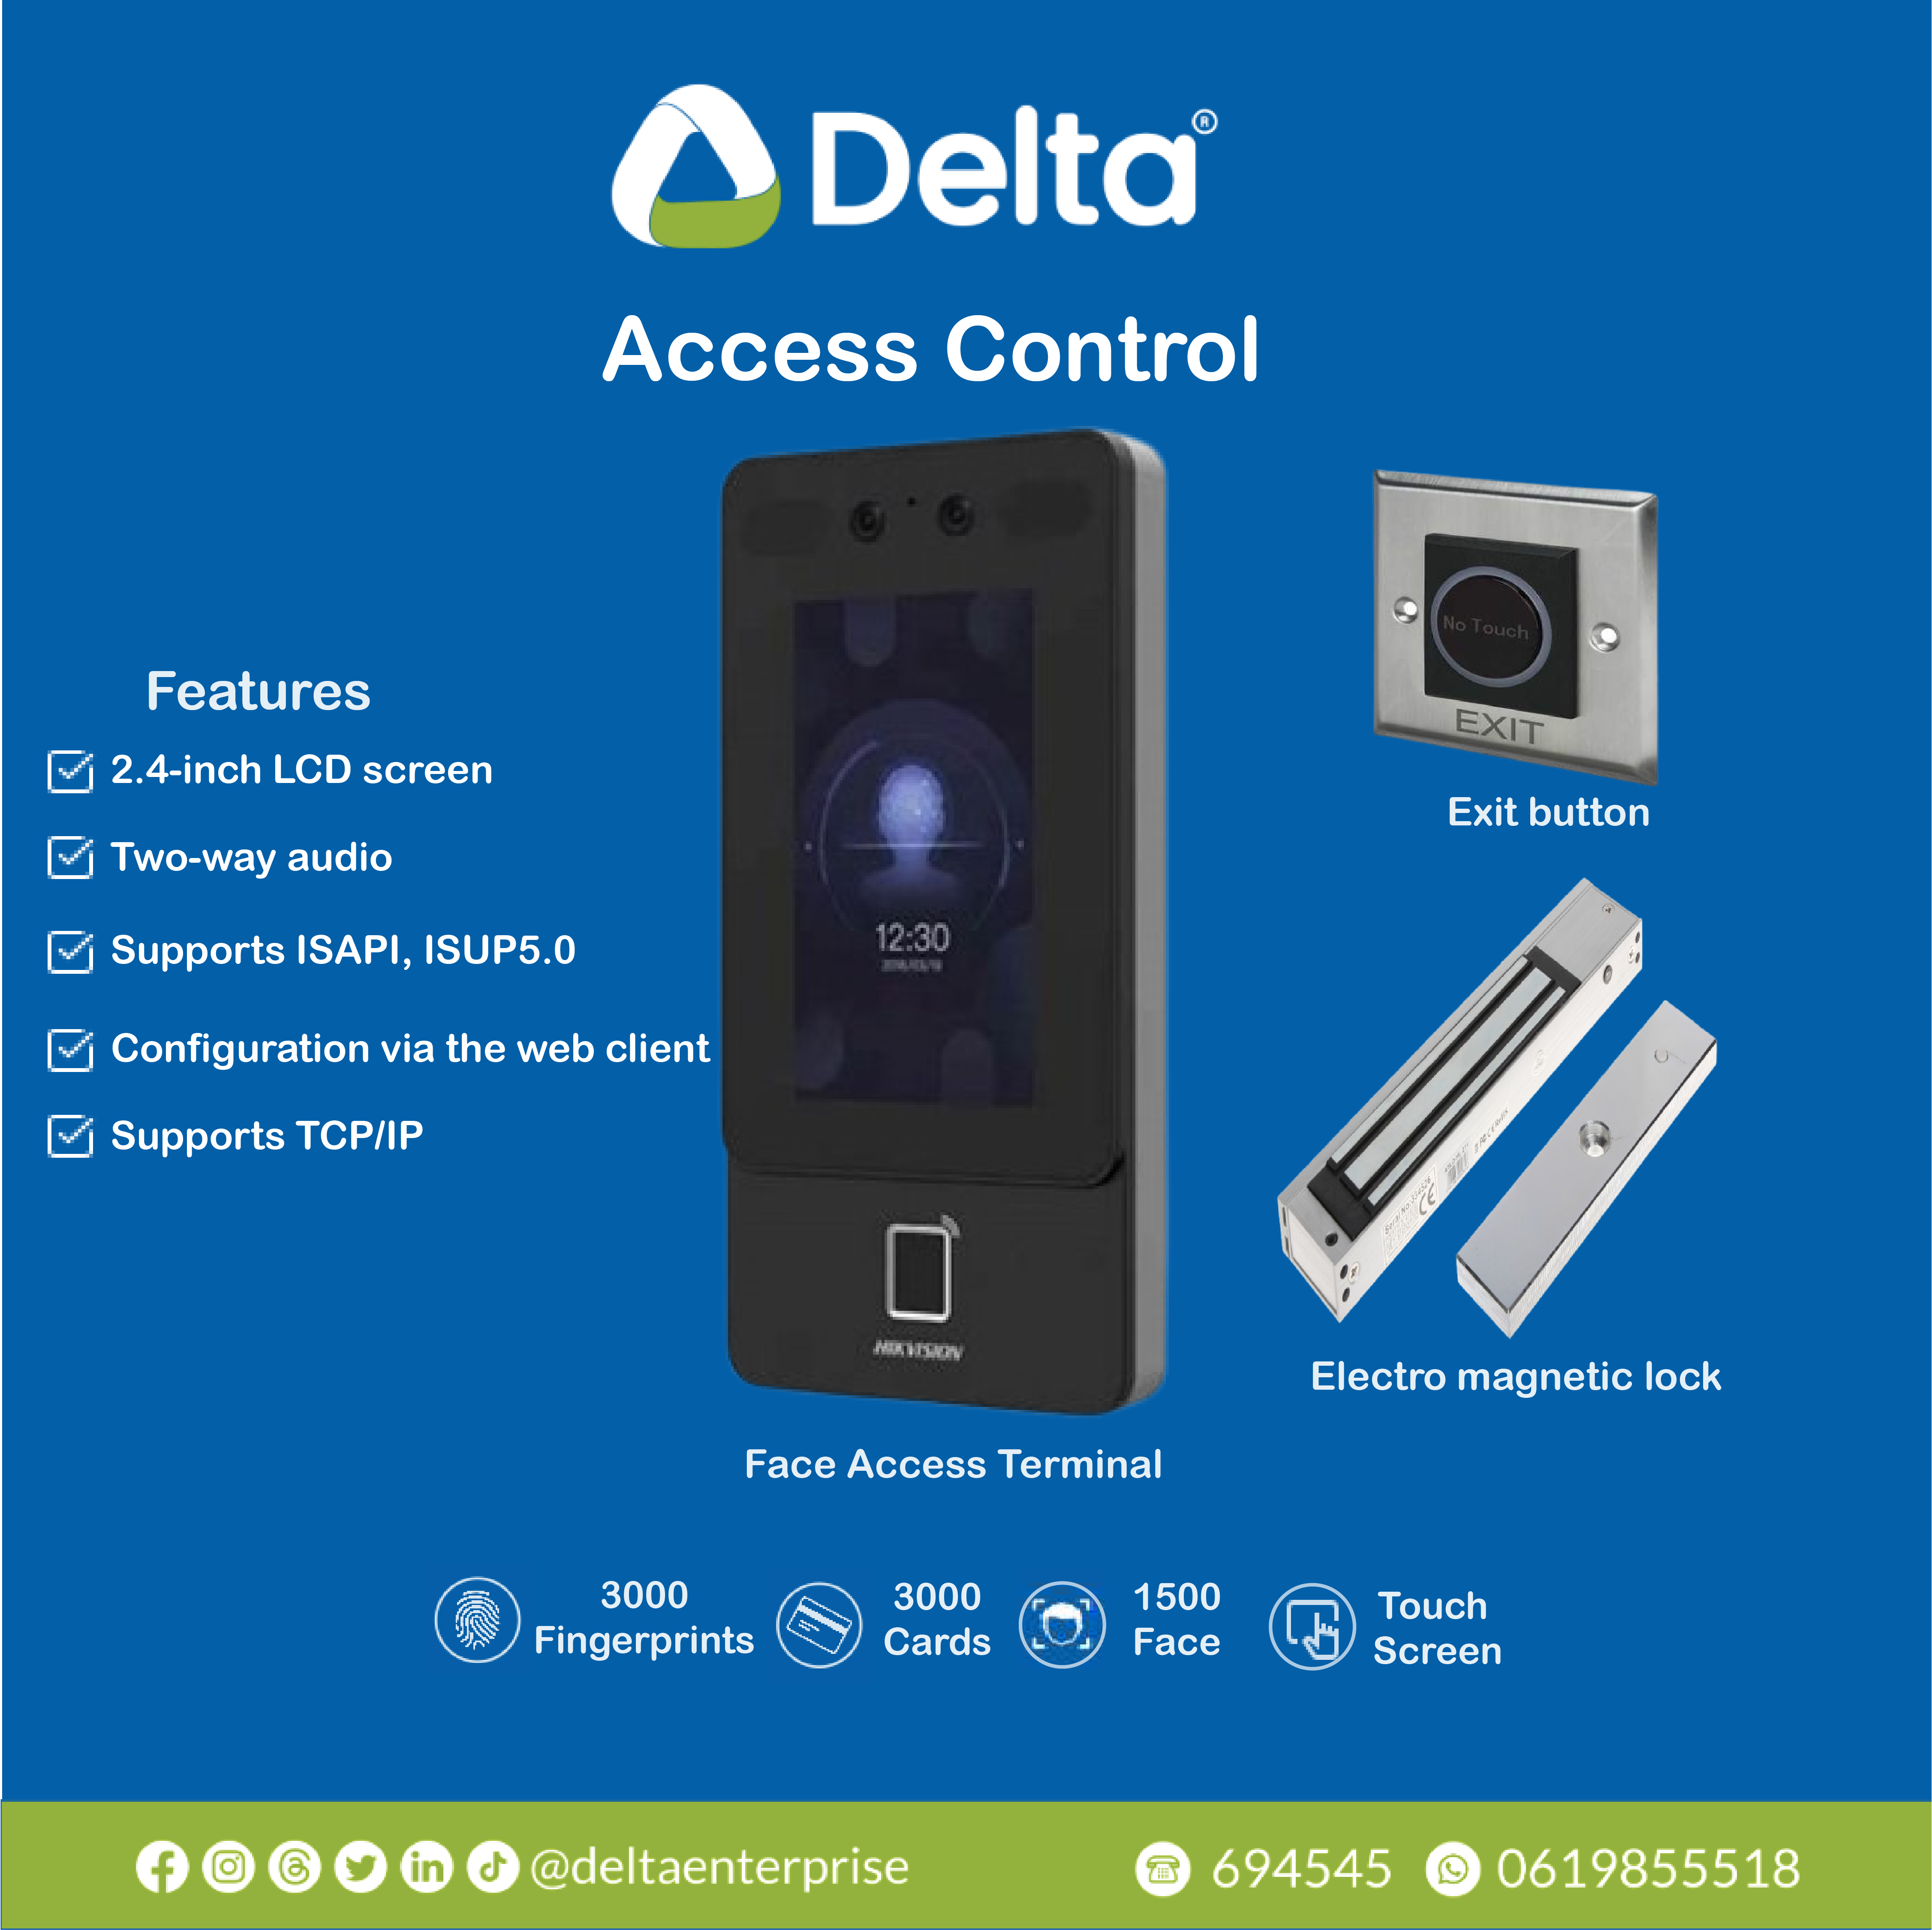 Delta®
Access Control
Features
2.4-inch LCD screen
Two-way audio
Supports ISAPI, ISUP5.0
Configuration via the web client
Supports TCP/IP
12:30
HIKVISION
Face Access Terminal
No Touch
EXIT
Exit button
CE
Electro magnetic lock
3000
Fingerprints
3000
Cards
1500
Face
Touch
Screen
@deltaenterprise
694545
0619855518